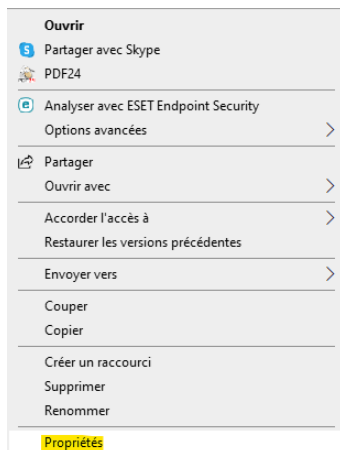 Ouvrir
Partager avec Skype
PDF24
Analyser avec ESET Endpoint Security
Options avancées
Partager
Ouvrir avec
Accorder l'accès à
Restaurer les versions précédentes
Envoyer vers
Couper
Copier
Créer un raccourci
Supprimer
Renommer
Propriétés